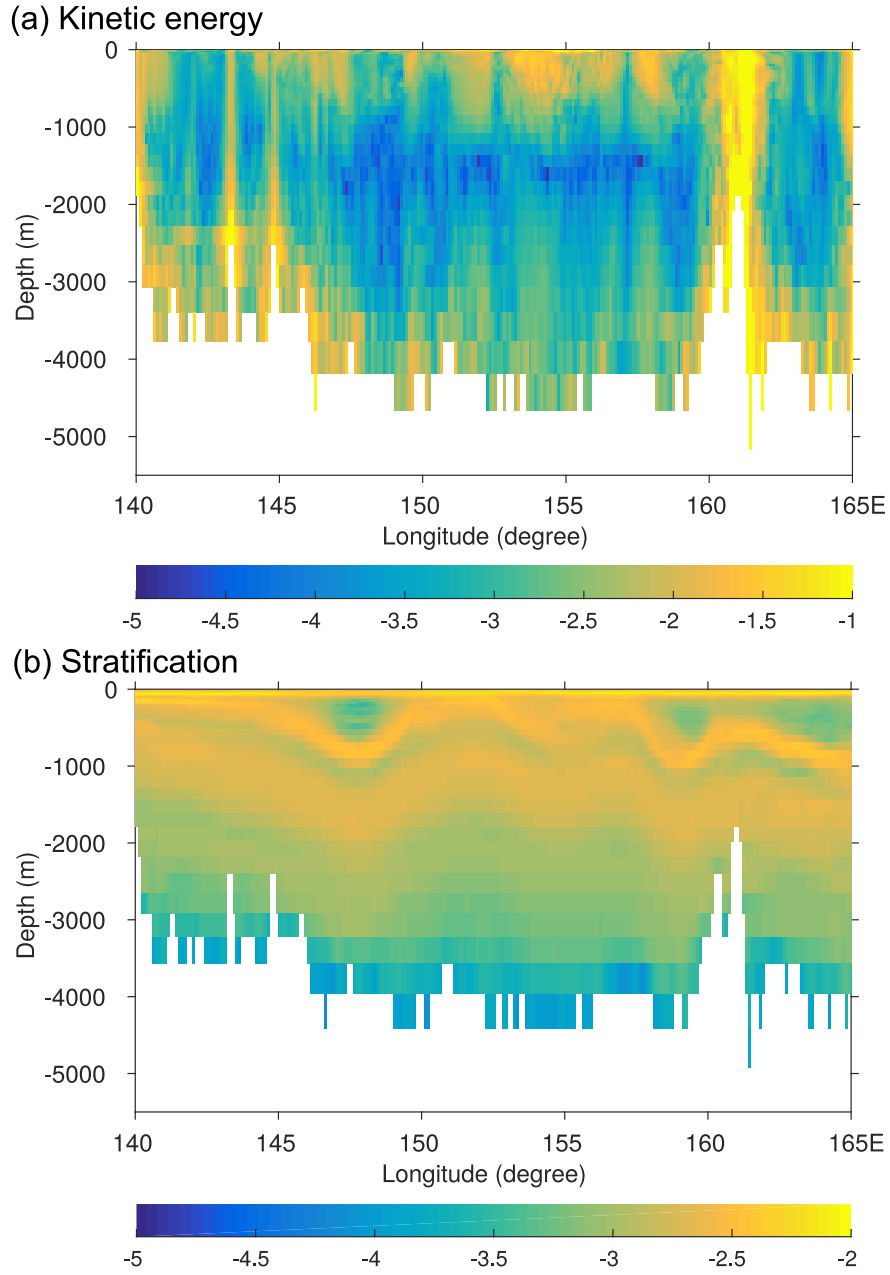 (a) Kinetic energy
0
-1000
-2000
-3000
-4000
-5000
Depth (m)
140 145 150 155 160 165E
Longitude (degree)
-5 -4.5 -4 -3.5 -3 -2.5 -2 -1.5 -1
(b) Stratification
0
-1000
-2000
-3000
-4000
-5000
Depth (m)
140 145 150 155 160 165E
Longitude (degree)
-5 -4.5 -4 -3.5 -3 -2.5 -2